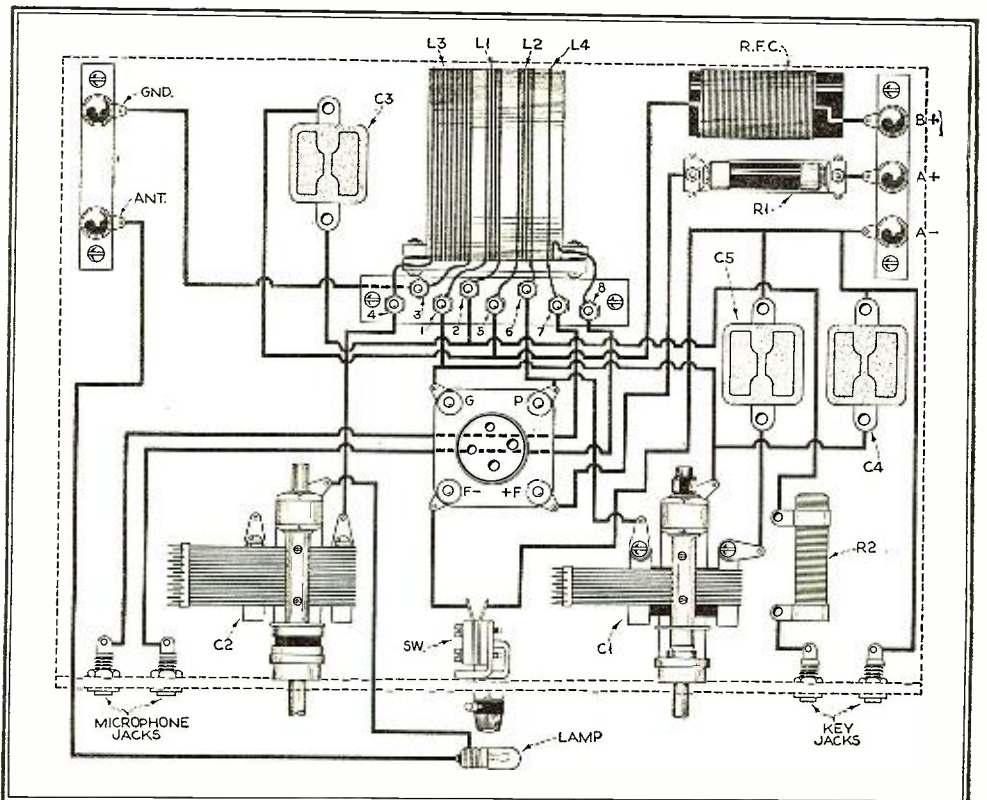 L3 L1 L2 L4
R.F.C.
GND.
C3
B+
ANT.
A+
R1
A-
C5
4 3 1 2 5 6 7 8
G P
C4
F- +F
R2
C2
SW.
C1
MICROPHONE
JACKS
KEY
JACKS
LAMP